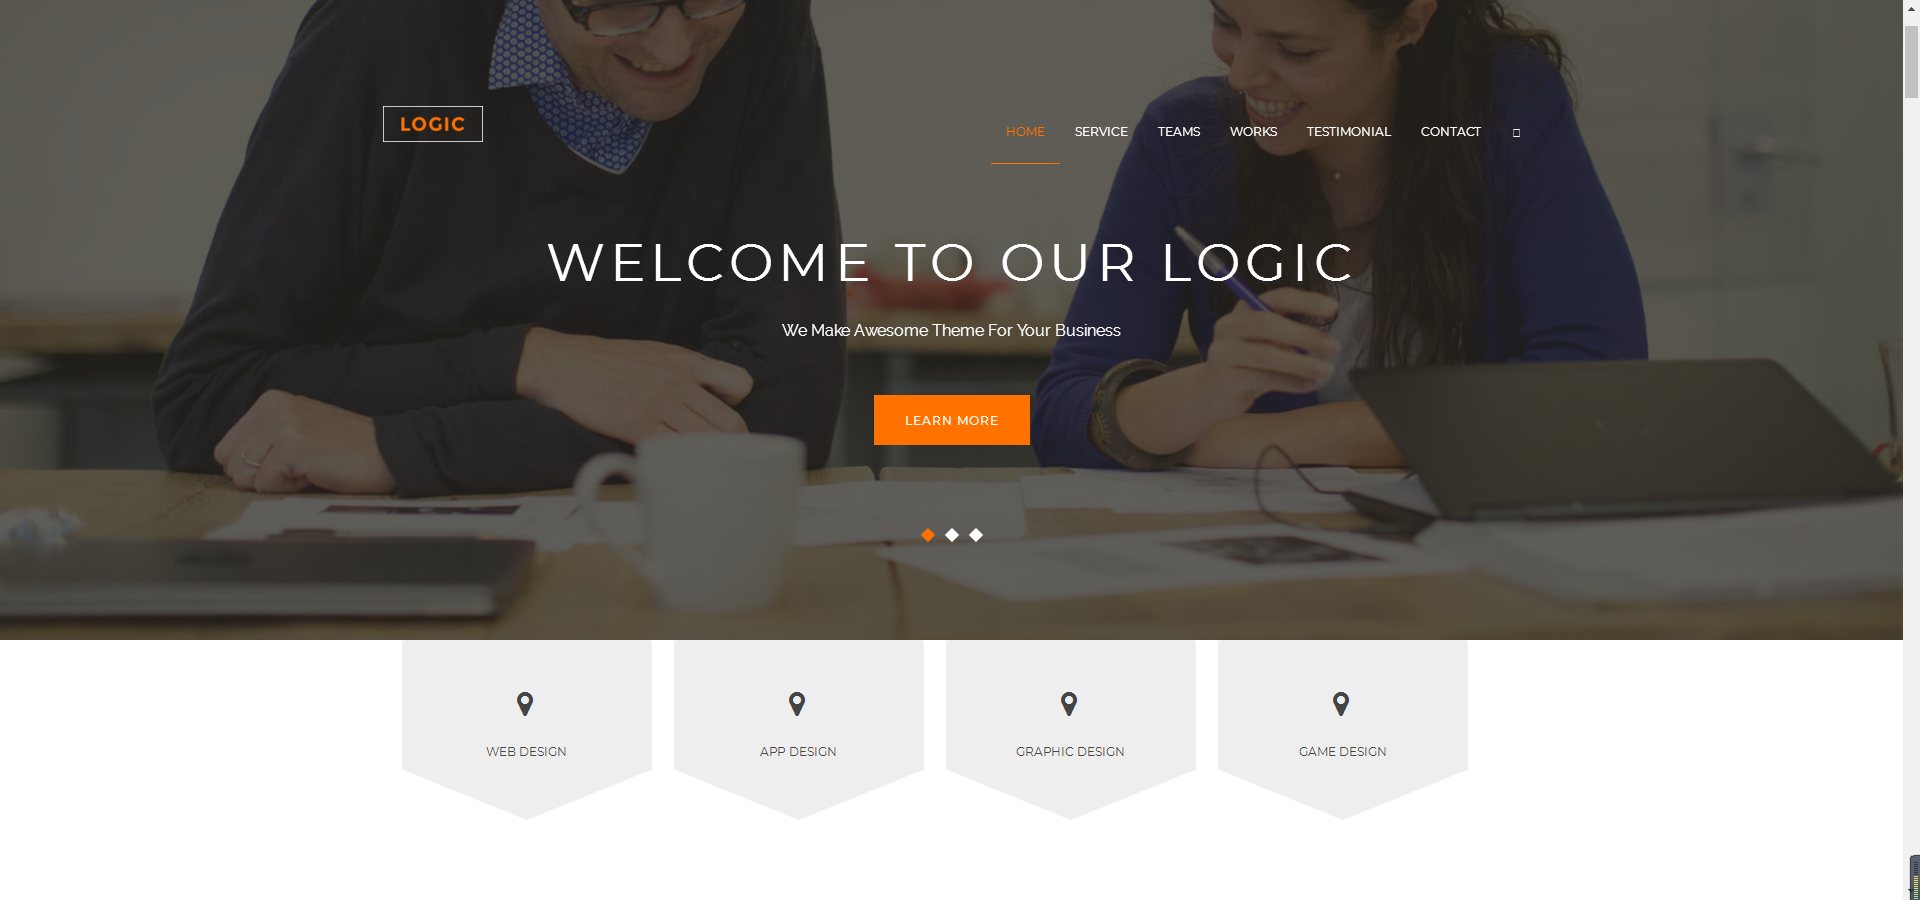 LOGIC
HOME SERVICE TEAMS WORKS TESTIMONIAL CONTACT
WELCOME TO OUR LOGIC
We Make Awesome Theme For Your Business
LEARN MORE
WEB DESIGN APP DESIGN GRAPHIC DESIGN GAME DESIGN